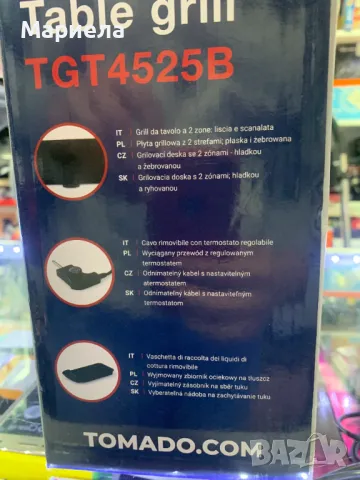 Мариела
Table grill
TGT4525B
IT | Grill da tavolo a 2 zone: liscia e scanalata
PL | Płyta grillowa z 2 strefami; płaska i żebrowana
CZ | Grilovací deska se 2 zónami - hladkou
a žebrovanou
SK | Grilovacia doska s 2 zónami; hladkou
a ryhovanou
IT | Cavo rimovibile con termostato regolabile
PL | Wyciągany przewód z regulowanym
termostatem
CZ | Odnímatelný kabel s nastavitelným
atermostatem.
SK | Odnímateľný kábel s nastaviteľným
termostatom
IT | Vaschetta di raccolta dei liquidi di
cottura rimovibile
PL | Wyjmowany zbiornik ociekowy na tłuszcz
CZ | Vyjímatelný zásobník na sběr tuku
SK | Vyberateľná nádoba na zachytávanie tuku
TOMADO.COM
BAZAR
bg